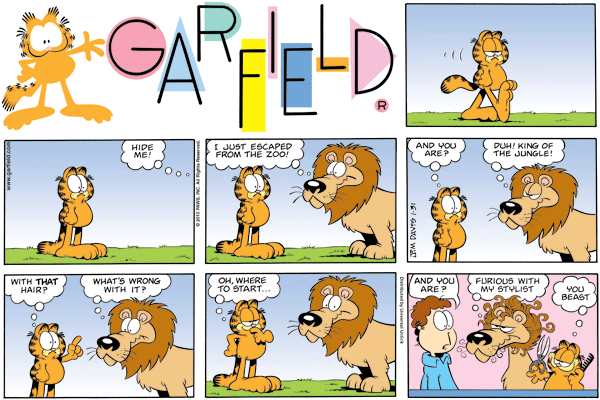 GARFIELD
R
HIDE
ME!
www.garfield.com
© 2010 PAWS, INC. All Rights Reserved.
I JUST ESCAPED
FROM THE ZOO!
AND YOU
ARE?
DUH! KING OF
THE JUNGLE!
JIM DAVIS 1-31
WITH THAT
HAIR?
WHAT'S WRONG
WITH IT?
OH, WHERE
TO START...
Distributed by Universal Uclick
AND YOU
ARE?
FURIOUS WITH
MY STYLIST
YOU
BEAST